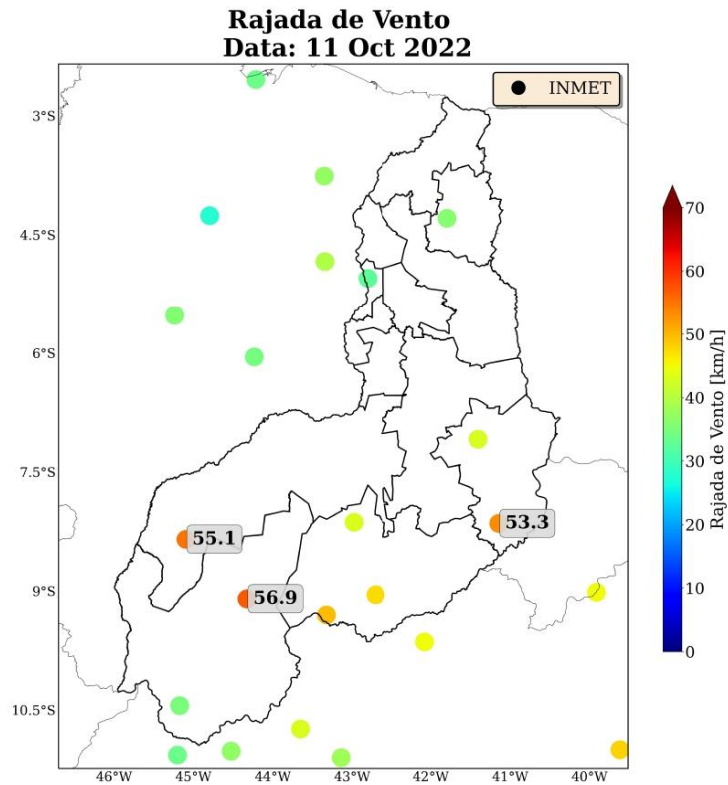 Rajada de Vento
Data: 11 Oct 2022
INMET
3°S
4.5°S
6°S
7.5°S
9°S
10.5°S
53.3
55.1
56.9
46°W 45°W 44°W 43°W 42°W 41°W 40°W
70
60
50
40
30
20
10
0
Rajada de Vento [km/h]